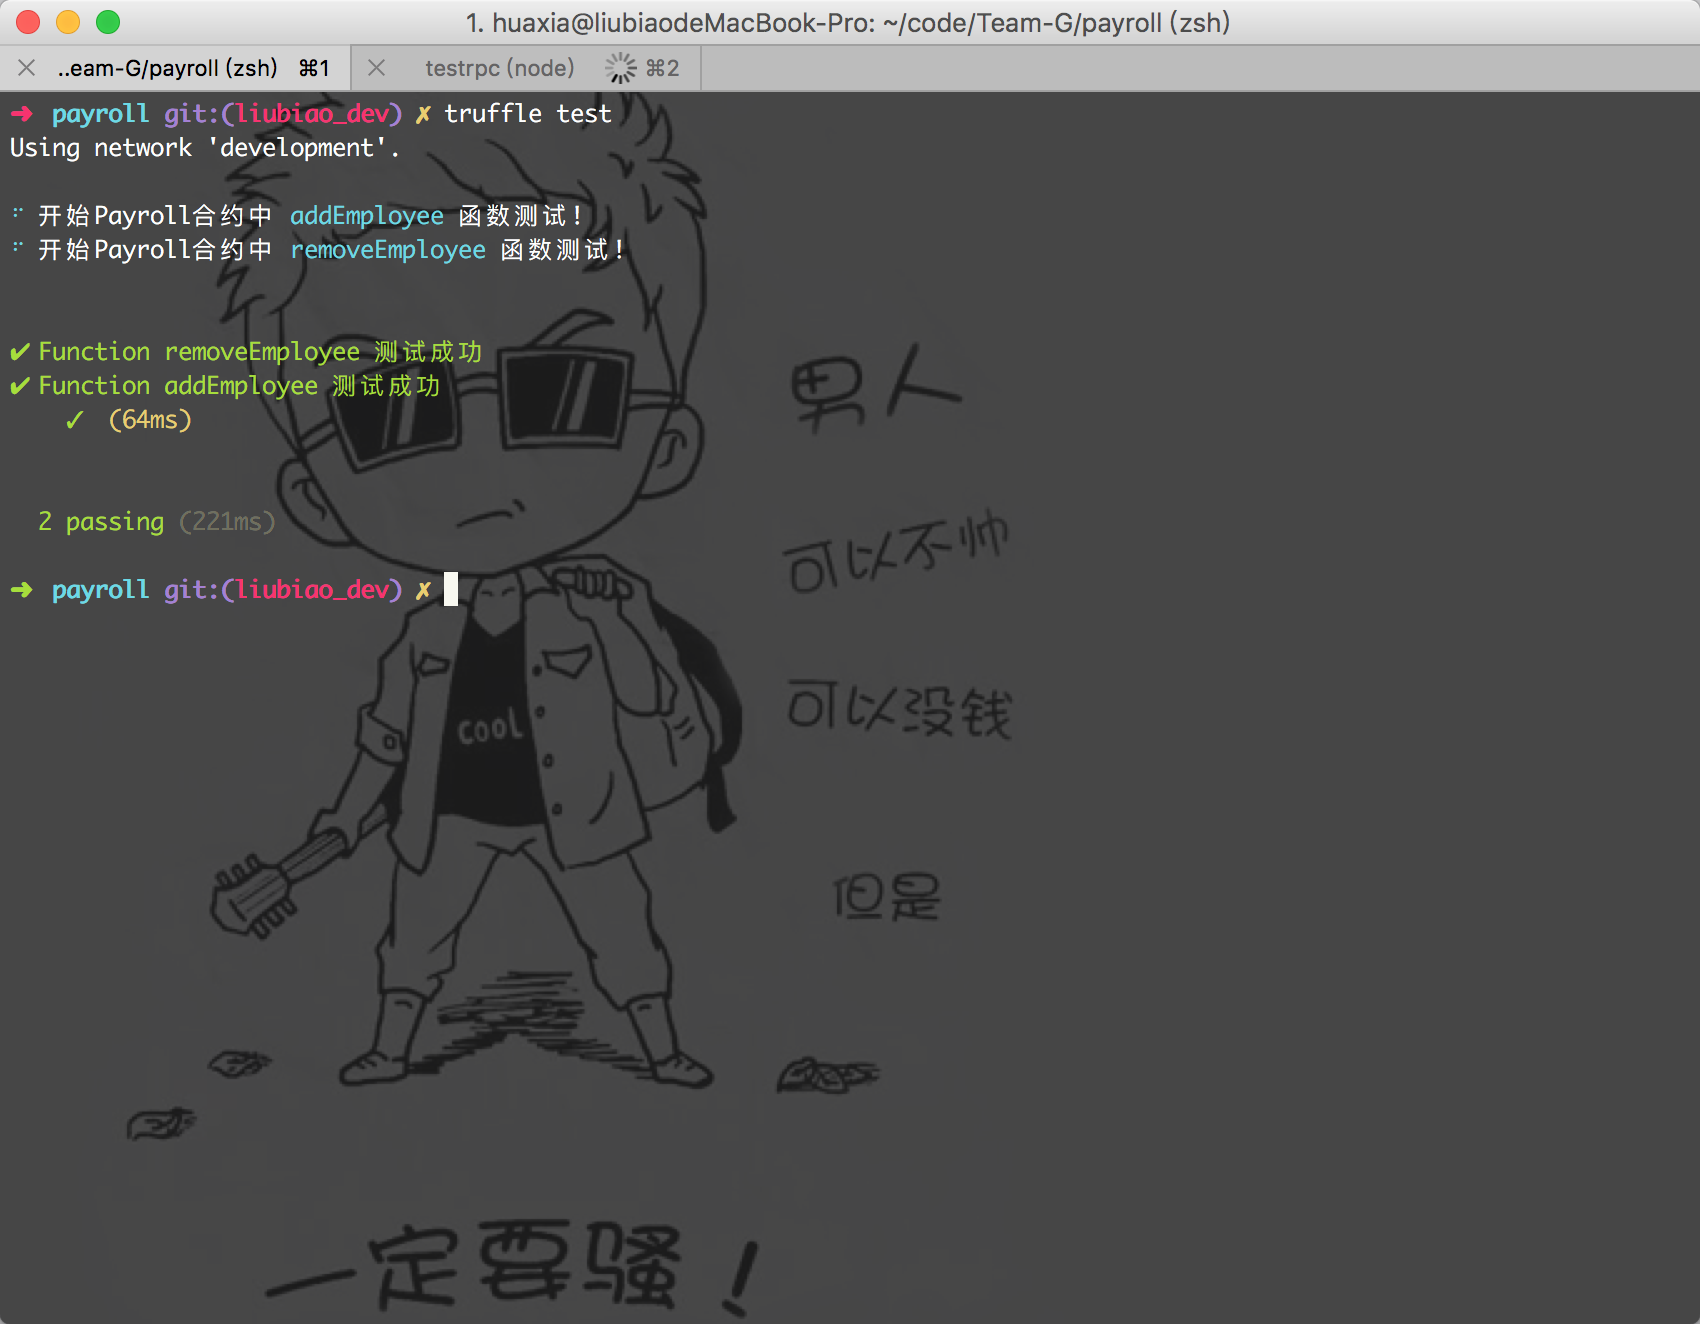 1. huaxia@liubiaodeMacBook-Pro: ~/code/Team-G/payroll (zsh)
..eam-G/payroll (zsh) ⌘1 testrpc (node) ⌘2
➜ payroll git:(liubiao_dev) ✗ truffle test
Using network 'development'.
⠋ 开始Payroll合约中 addEmployee 函数测试!
⠋ 开始Payroll合约中 removeEmployee 函数测试!
✔ Function removeEmployee 测试成功
✔ Function addEmployee 测试成功
✓ (64ms)
2 passing (221ms)
➜ payroll git:(liubiao_dev) ✗
男人
可以不帅
可以没钱
COOL
但是
一定要骚!